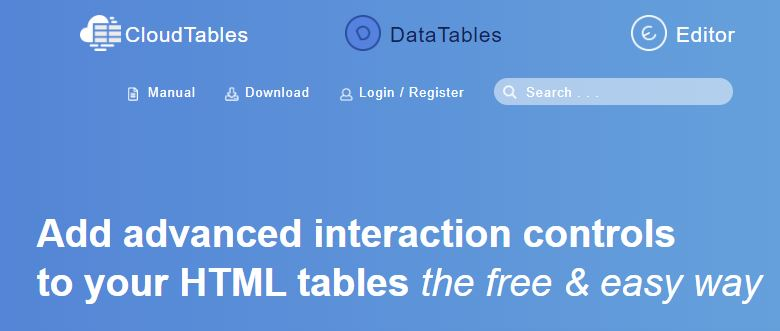 CloudTables
DataTables
Editor
Manual
Download
Login / Register
Search . . .
Add advanced interaction controls
to your HTML tables the free & easy way